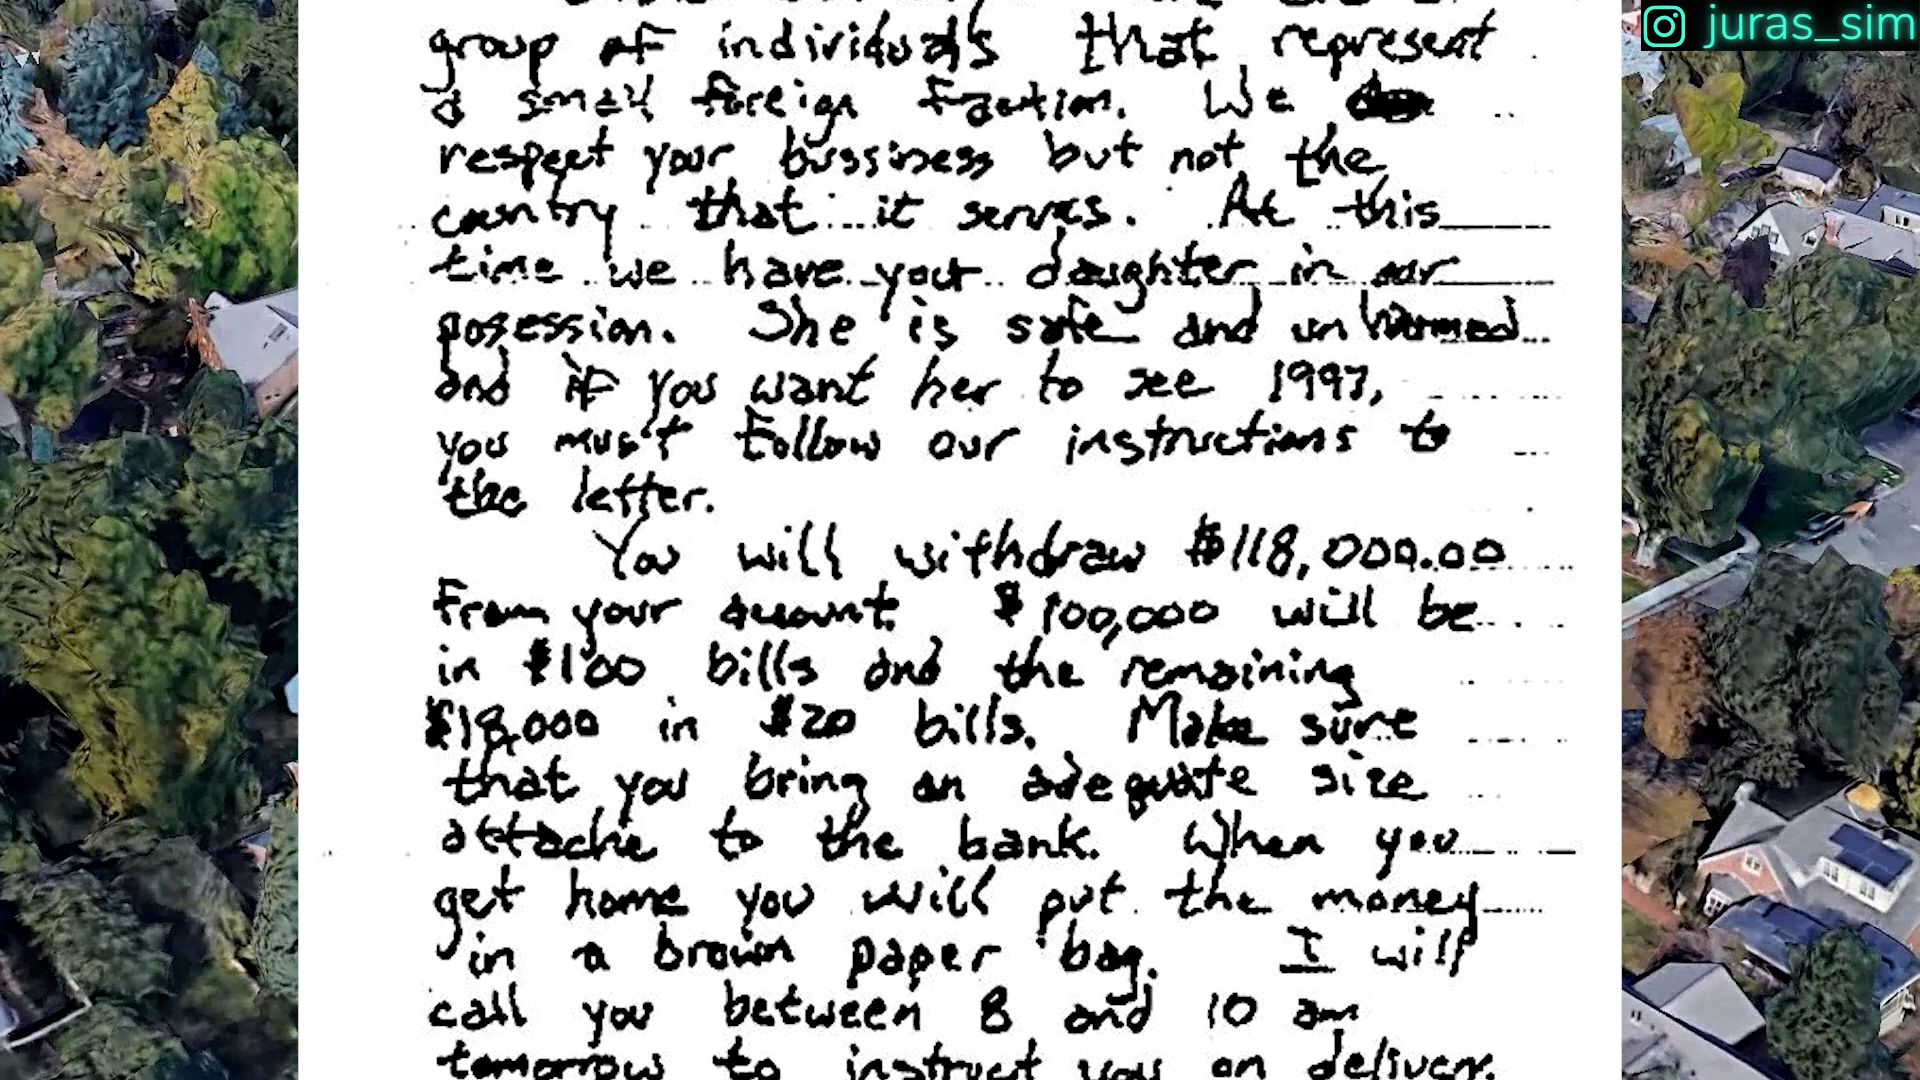 juras_sim
group of individuals that represent
a small foreign faction. We
respect your bussiness but not the
country that it serves. At this
time we have your daughter in our
posession. She is safe and unharmed
and if you want her to see 1997,
you must follow our instructions to
the letter.
You will withdraw $118,000.00
from your account. $100,000 will be
in $100 bills and the remaining
$18,000 in $20 bills. Make sure
that you bring an adequate size
attache to the bank. When you
get home you will put the money
in a brown paper bag. I will
call you between 8 and 10 am
tomorrow to instruct you on delivery.